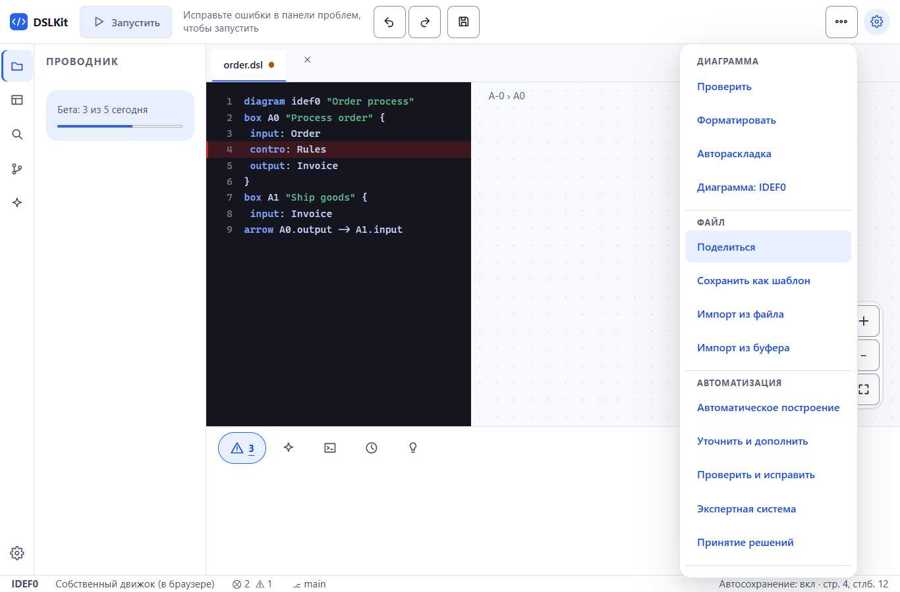 DSLKit
Запустить
Исправьте ошибки в панели проблем,
чтобы запустить
ПРОВОДНИК
Бета: 3 из 5 сегодня
order.dsl
1 diagram idef0 "Order process"
2 box A0 "Process order" {
3 input: Order
4 contro: Rules
5 output: Invoice
6 }
7 box A1 "Ship goods" {
8 input: Invoice
9 arrow A0.output → A1.input
A-0 › A0
ДИАГРАММА
Проверить
Форматировать
Автораскладка
Диаграмма: IDEF0
ФАЙЛ
Поделиться
Сохранить как шаблон
Импорт из файла
Импорт из буфера
АВТОМАТИЗАЦИЯ
Автоматическое построение
Уточнить и дополнить
Проверить и исправить
Экспертная система
Принятие решений
3
IDEF0 Собственный движок (в браузере) 2 1 main
Автосохранение: вкл · стр. 4, стлб. 12